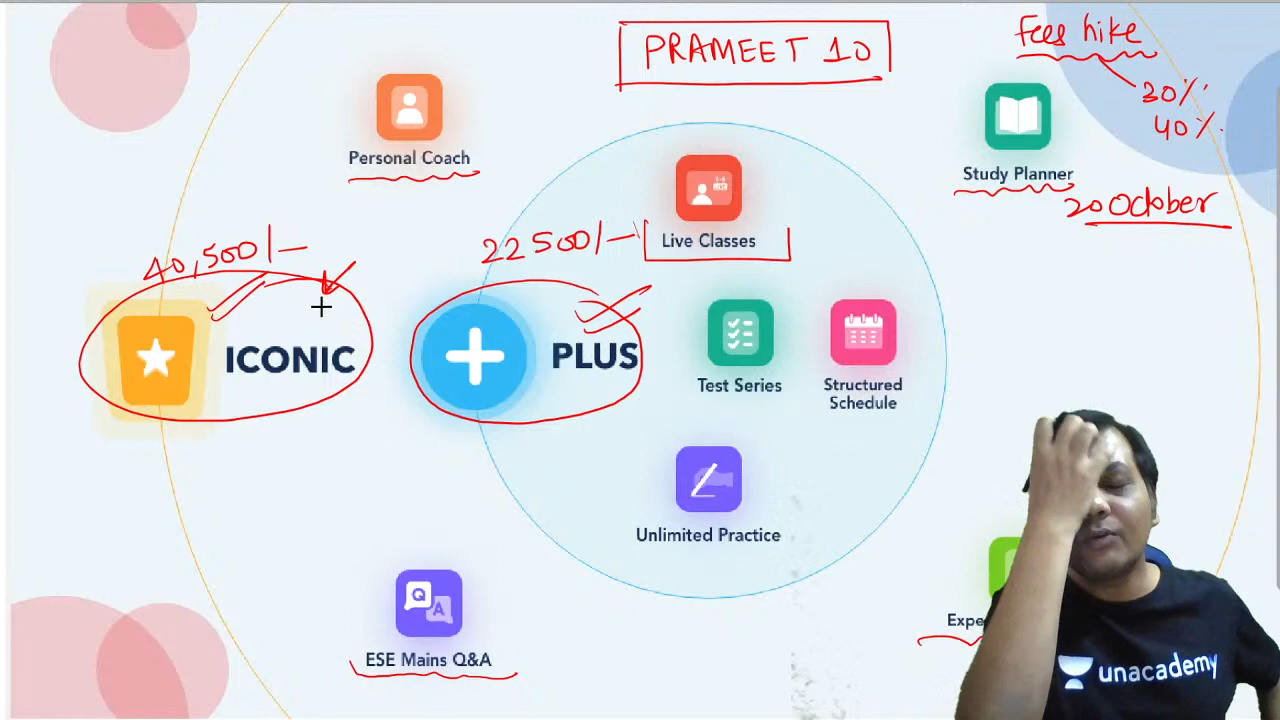 PRAMEET 10
Fees hike
30%
40%
Personal Coach
Study Planner
20 October
Live Classes
40,500/-
22500/-
ICONIC
PLUS
Test Series
Structured
Schedule
Unlimited Practice
ESE Mains Q&A
Q
A
unacademy